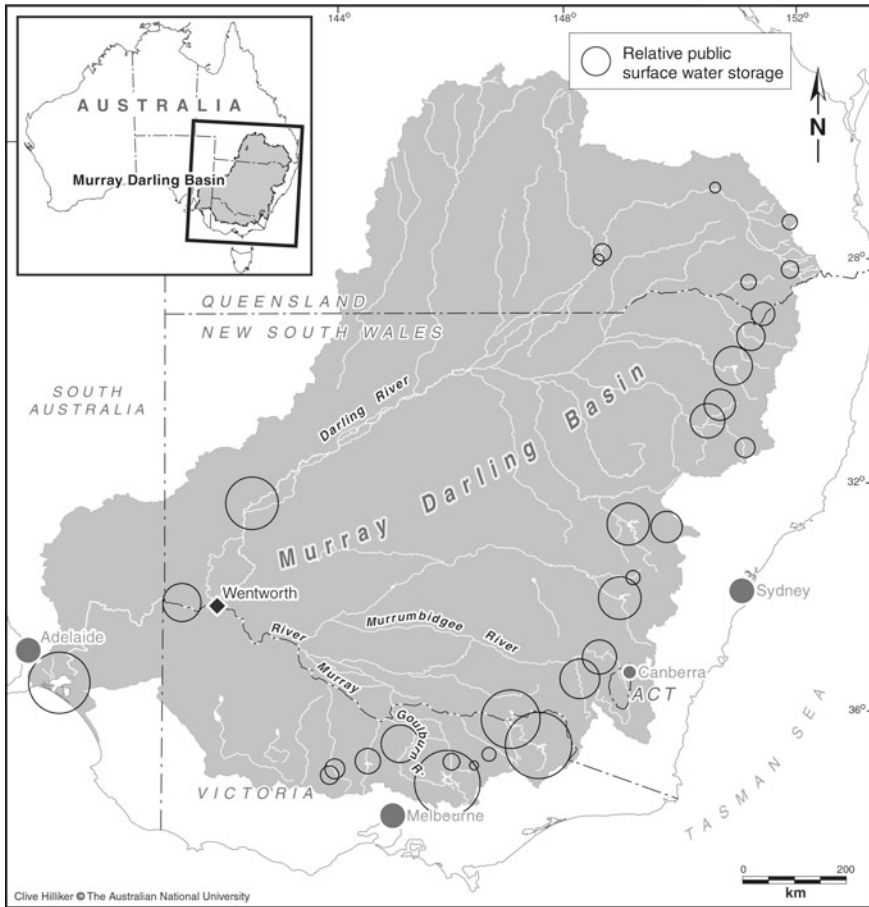 144°
148°
152°
AUSTRALIA
Murray Darling Basin
Relative public
surface water storage
N
28°
QUEENSLAND
NEW SOUTH WALES
SOUTH
AUSTRALIA
Darling River
Murray Darling Basin
32°
Wentworth
Sydney
Murrumbidgee River
Adelaide
River Murray
Canberra
ACT
Goulburn R.
36°
VICTORIA
Melbourne
TASMAN SEA
0 200
km
Clive Hilliker © The Australian National University